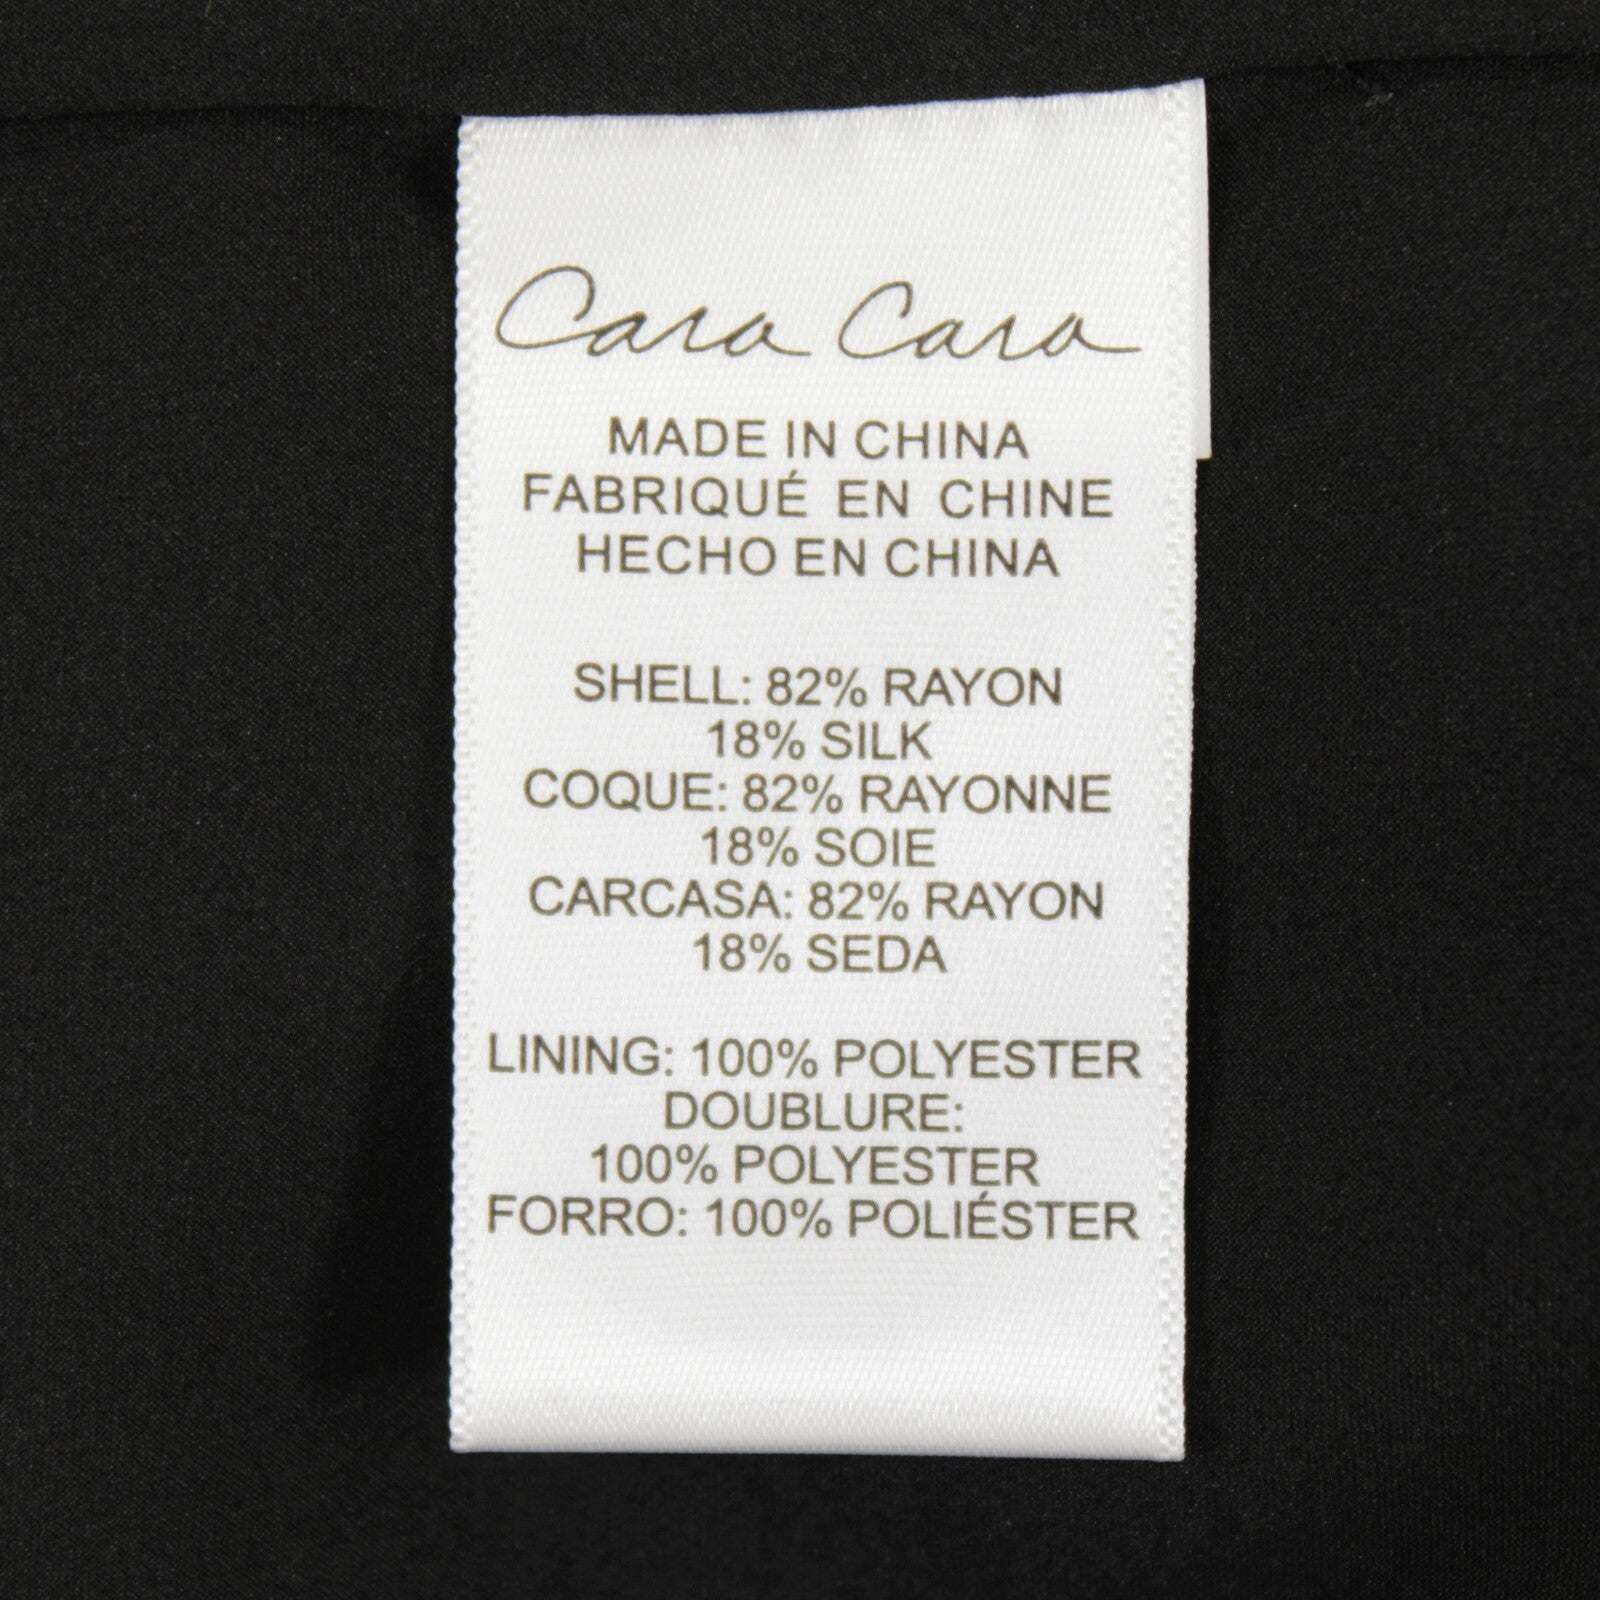 Cara Cara
MADE IN CHINA
FABRIQUÉ EN CHINE
HECHO EN CHINA
SHELL: 82% RAYON
18% SILK
COQUE: 82% RAYONNE
18% SOIE
CARCASA: 82% RAYON
18% SEDA
LINING: 100% POLYESTER
DOUBLURE:
100% POLYESTER
FORRO: 100% POLIÉSTER